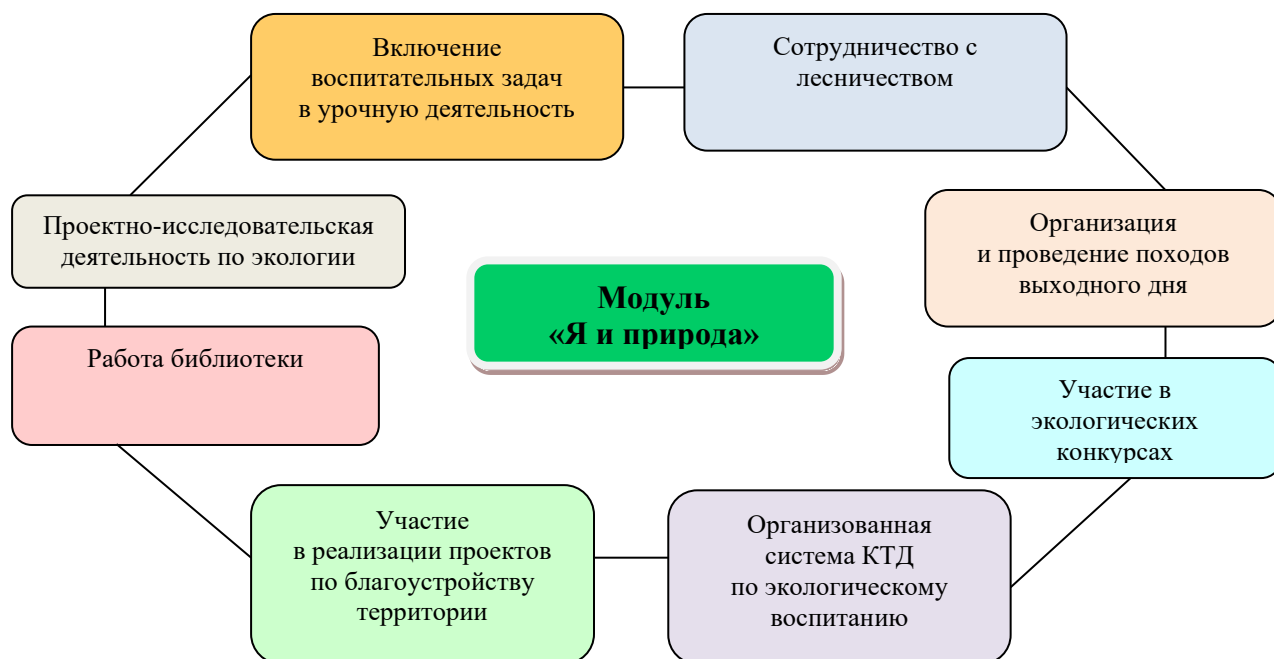 Включение
воспитательных задач
в урочную деятельность
Сотрудничество с
лесничеством
Проектно-исследовательская
деятельность по экологии
Организация
и проведение походов
выходного дня
Модуль
«Я и природа»
Работа библиотеки
Участие в
экологических
конкурсах
Участие
в реализации проектов
по благоустройству
территории
Организованная
система КТД
по экологическому
воспитанию